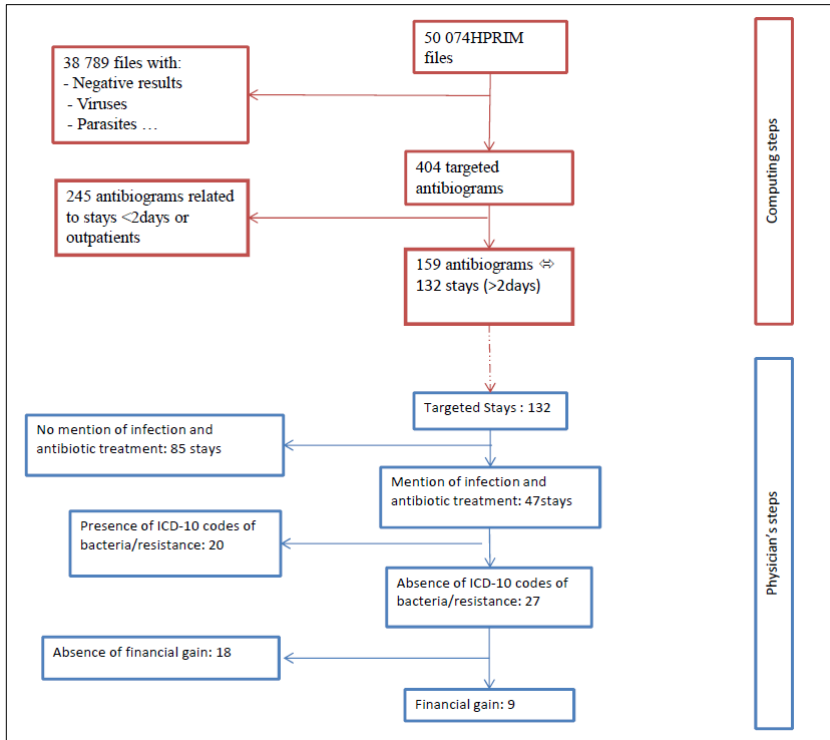 50 074HPRIM
files
38 789 files with:
- Negative results
- Viruses
- Parasites …
404 targeted
antibiograms
245 antibiograms related
to stays <2days or
outpatients
159 antibiograms ⬄
132 stays (>2days)
Computing steps
Targeted Stays : 132
No mention of infection and
antibiotic treatment: 85 stays
Mention of infection and
antibiotic treatment: 47stays
Presence of ICD-10 codes of
bacteria/resistance: 20
Absence of ICD-10 codes of
bacteria/resistance: 27
Absence of financial gain: 18
Financial gain: 9
Physician's steps